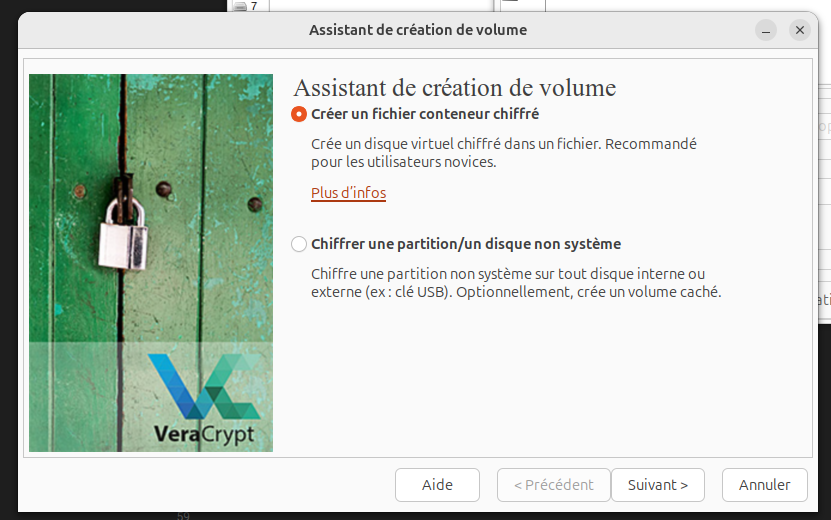 7
Assistant de création de volume
Assistant de création de volume
Créer un fichier conteneur chiffré
Crée un disque virtuel chiffré dans un fichier. Recommandé
pour les utilisateurs novices.
Plus d'infos
Chiffrer une partition/un disque non système
Chiffre une partition non système sur tout disque interne ou
externe (ex : clé USB). Optionnellement, crée un volume caché.
VeraCrypt
Aide
< Précédent
Suivant >
Annuler
59